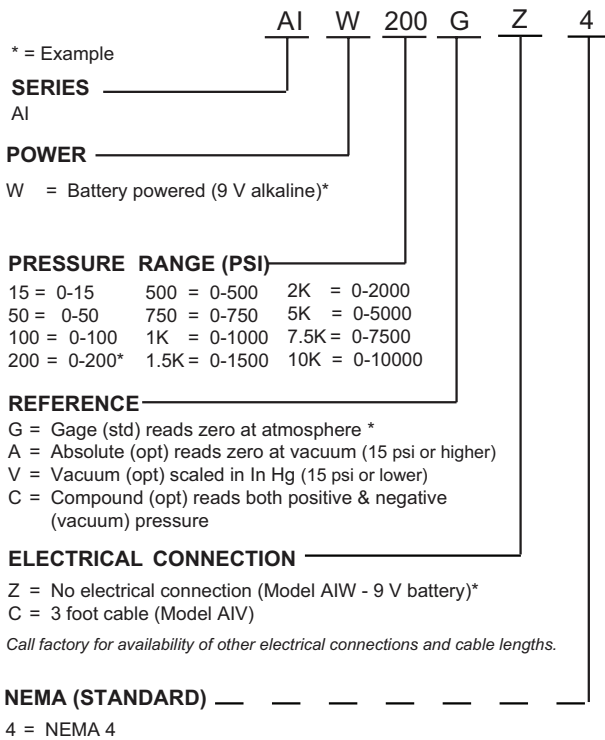 AI W 200 G Z 4
* = Example
SERIES
AI
POWER
W = Battery powered (9 V alkaline)*
PRESSURE RANGE (PSI)
15 = 0-15 500 = 0-500 2K = 0-2000
50 = 0-50 750 = 0-750 5K = 0-5000
100 = 0-100 1K = 0-1000 7.5K = 0-7500
200 = 0-200* 1.5K = 0-1500 10K = 0-10000
REFERENCE
G = Gage (std) reads zero at atmosphere *
A = Absolute (opt) reads zero at vacuum (15 psi or higher)
V = Vacuum (opt) scaled in In Hg (15 psi or lower)
C = Compound (opt) reads both positive & negative
(vacuum) pressure
ELECTRICAL CONNECTION
Z = No electrical connection (Model AIW - 9 V battery)*
C = 3 foot cable (Model AIV)
Call factory for availability of other electrical connections and cable lengths.
NEMA (STANDARD)
4 = NEMA 4